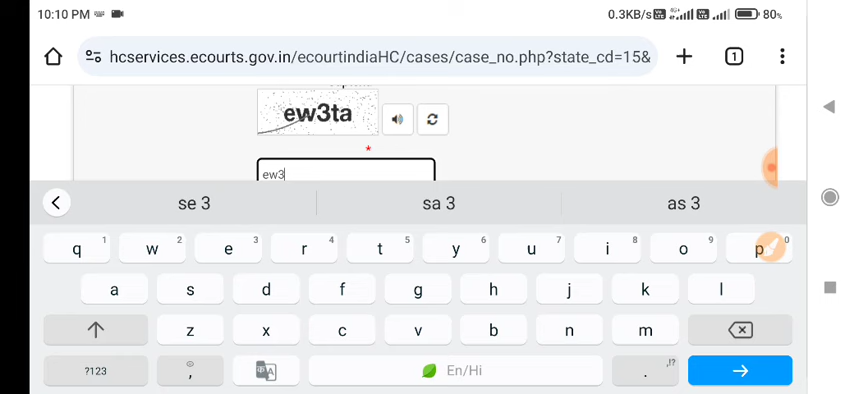 10:10 PM 0.3KB/s 4G+ 80%
hcservices.ecourts.gov.in/ecourtindiaHC/cases/case_no.php?state_cd=15& 1
ew3ta
*
ew3
se 3 sa 3 as 3
q 1 w 2 e 3 r 4 t 5 y 6 u 7 i 8 o 9 p 0
a s d f g h j k l
z x c v b n m
?123 , En/Hi . ,!?